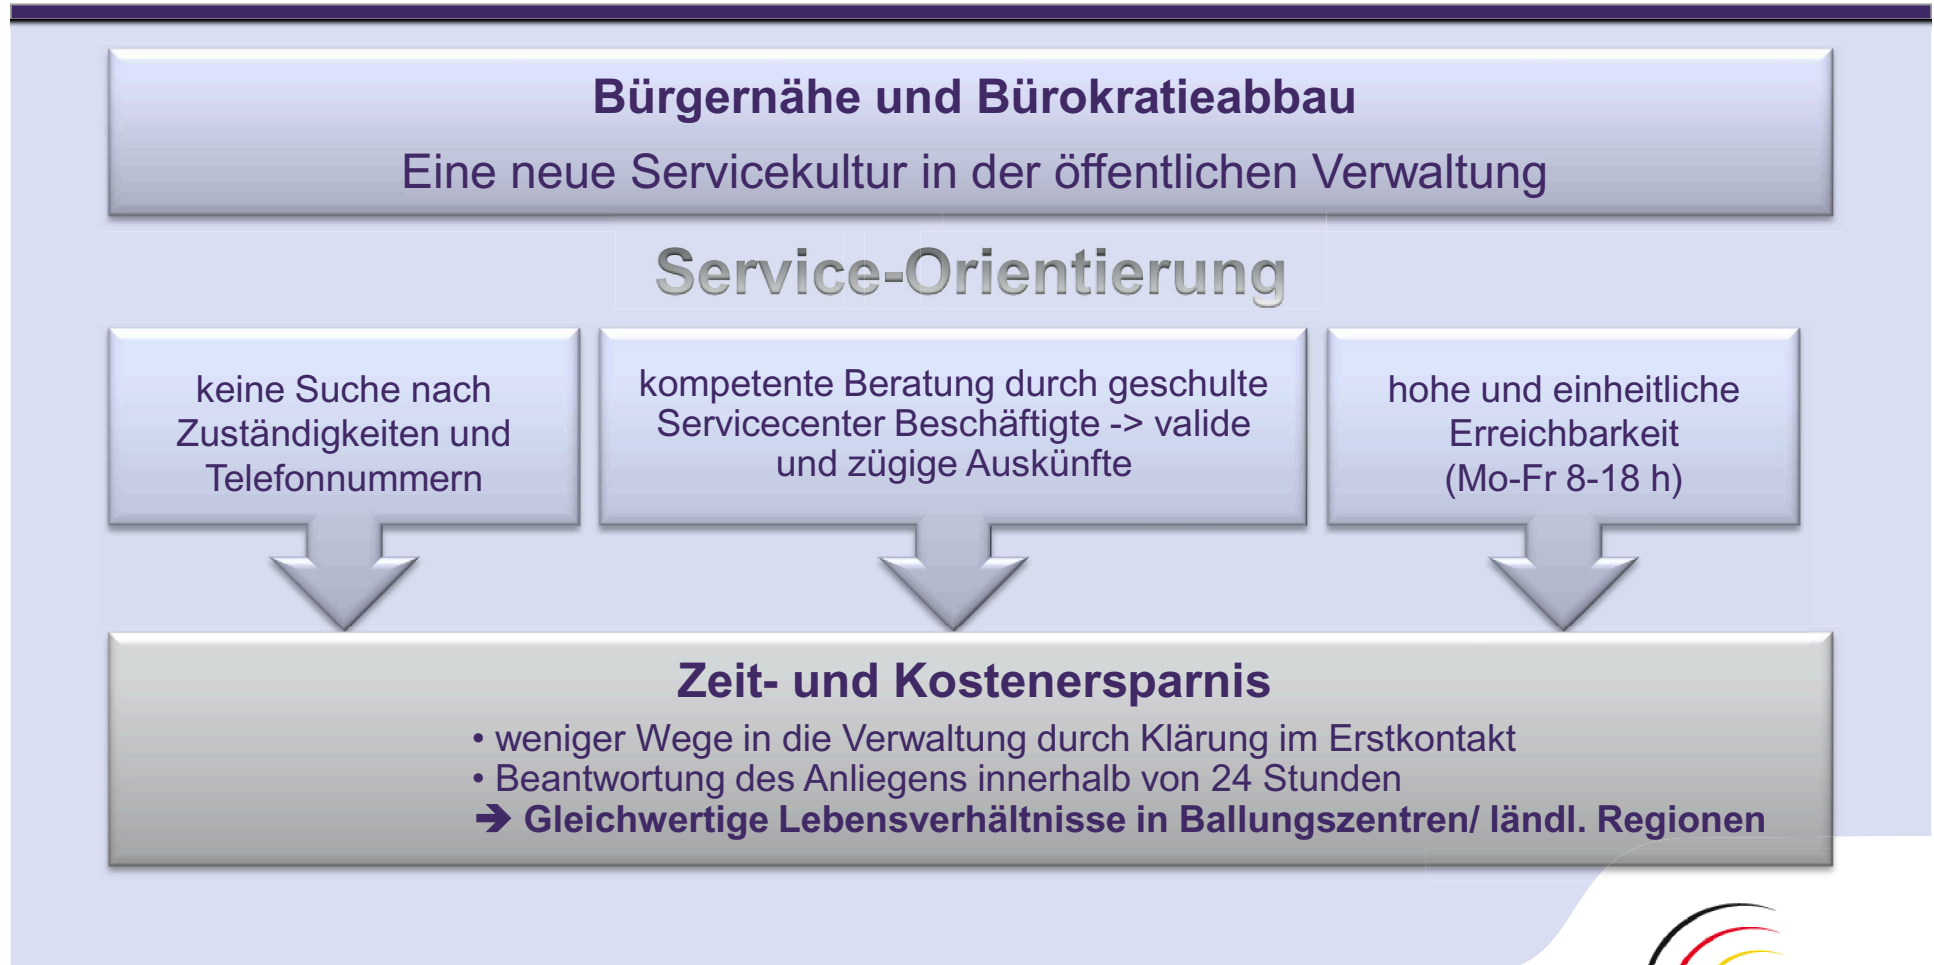 Bürgernähe und Bürokratieabbau
Eine neue Servicekultur in der öffentlichen Verwaltung
Service-Orientierung
keine Suche nach
Zuständigkeiten und
Telefonnummern
kompetente Beratung durch geschulte
Servicecenter Beschäftigte -> valide
und zügige Auskünfte
hohe und einheitliche
Erreichbarkeit
(Mo-Fr 8-18 h)
Zeit- und Kostenersparnis
• weniger Wege in die Verwaltung durch Klärung im Erstkontakt
• Beantwortung des Anliegens innerhalb von 24 Stunden
➔ Gleichwertige Lebensverhältnisse in Ballungszentren/ ländl. Regionen